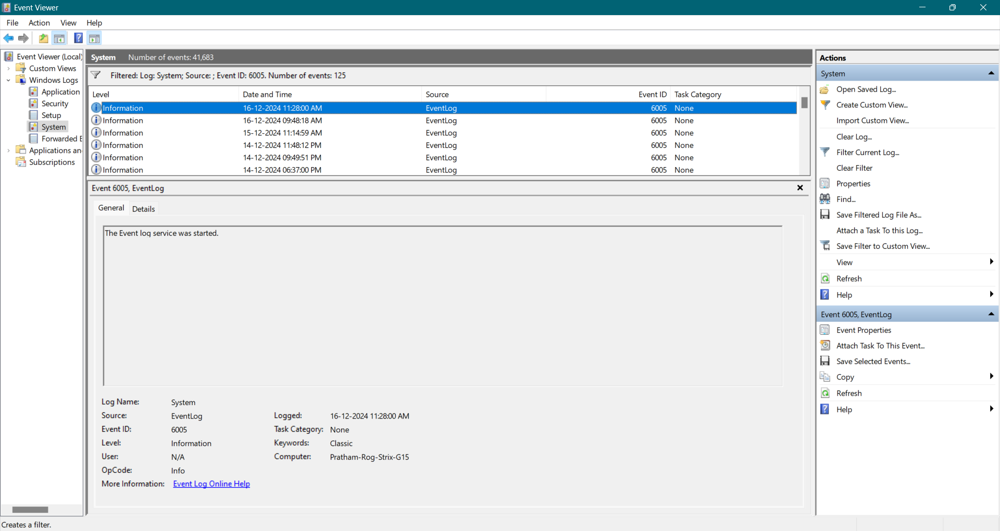 Event Viewer
File Action View Help
Event Viewer (Local)
Custom Views
Windows Logs
Application
Security
Setup
System
Forwarded E
Applications an
Subscriptions
System Number of events: 41,683
Filtered: Log: System; Source: ; Event ID: 6005. Number of events: 125
Level Date and Time Source Event ID Task Category
Information 16-12-2024 11:28:00 AM EventLog 6005 None
Information 16-12-2024 09:48:18 AM EventLog 6005 None
Information 15-12-2024 11:14:59 AM EventLog 6005 None
Information 14-12-2024 11:48:12 PM EventLog 6005 None
Information 14-12-2024 09:49:51 PM EventLog 6005 None
Information 14-12-2024 06:37:00 PM EventLog 6005 None
Event 6005, EventLog
General Details
The Event log service was started.
Log Name: System
Source: EventLog Logged: 16-12-2024 11:28:00 AM
Event ID: 6005 Task Category: None
Level: Information Keywords: Classic
User: N/A Computer: Pratham-Rog-Strix-G15
OpCode: Info
More Information: Event Log Online Help
Actions
System
Open Saved Log...
Create Custom View...
Import Custom View...
Clear Log...
Filter Current Log...
Clear Filter
Properties
Find...
Save Filtered Log File As...
Attach a Task To this Log...
Save Filter to Custom View...
View
Refresh
Help
Event 6005, EventLog
Event Properties
Attach Task To This Event...
Save Selected Events...
Copy
Refresh
Help
Creates a filter.